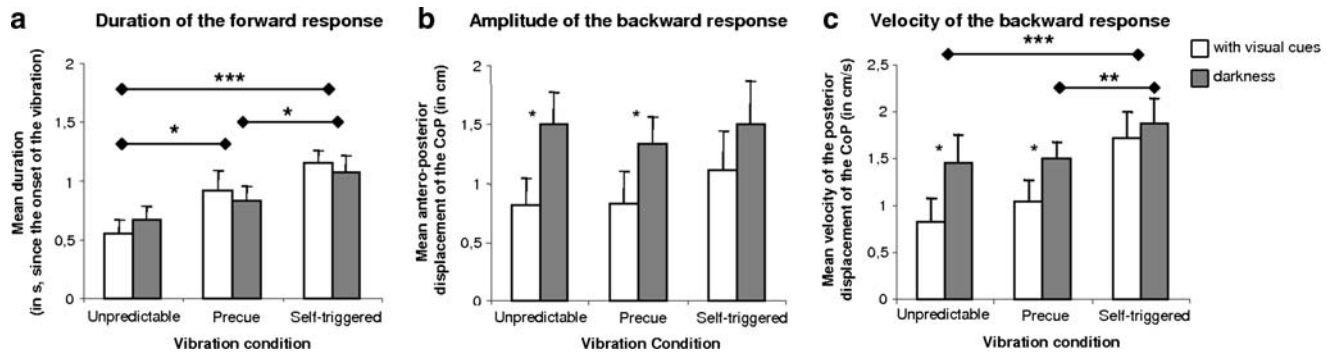 a Duration of the forward response
Mean duration
(in s, since the onset of the vibration)
2
1,5
1
0,5
0
***
*
*
Unpredictable Precue Self-triggered
Vibration condition
b Amplitude of the backward response
Mean antero-posterior
displacement of the CoP (in cm)
2
1,5
1
0,5
0
*
*
Unpredictable Precue Self-triggered
Vibration Condition
c Velocity of the backward response
Mean velocity of the posterior
displacement of the CoP (in cm/s)
2,5
2
1,5
1
0,5
0
***
**
*
*
Unpredictable Precue Self-triggered
Vibration condition
with visual cues
darkness